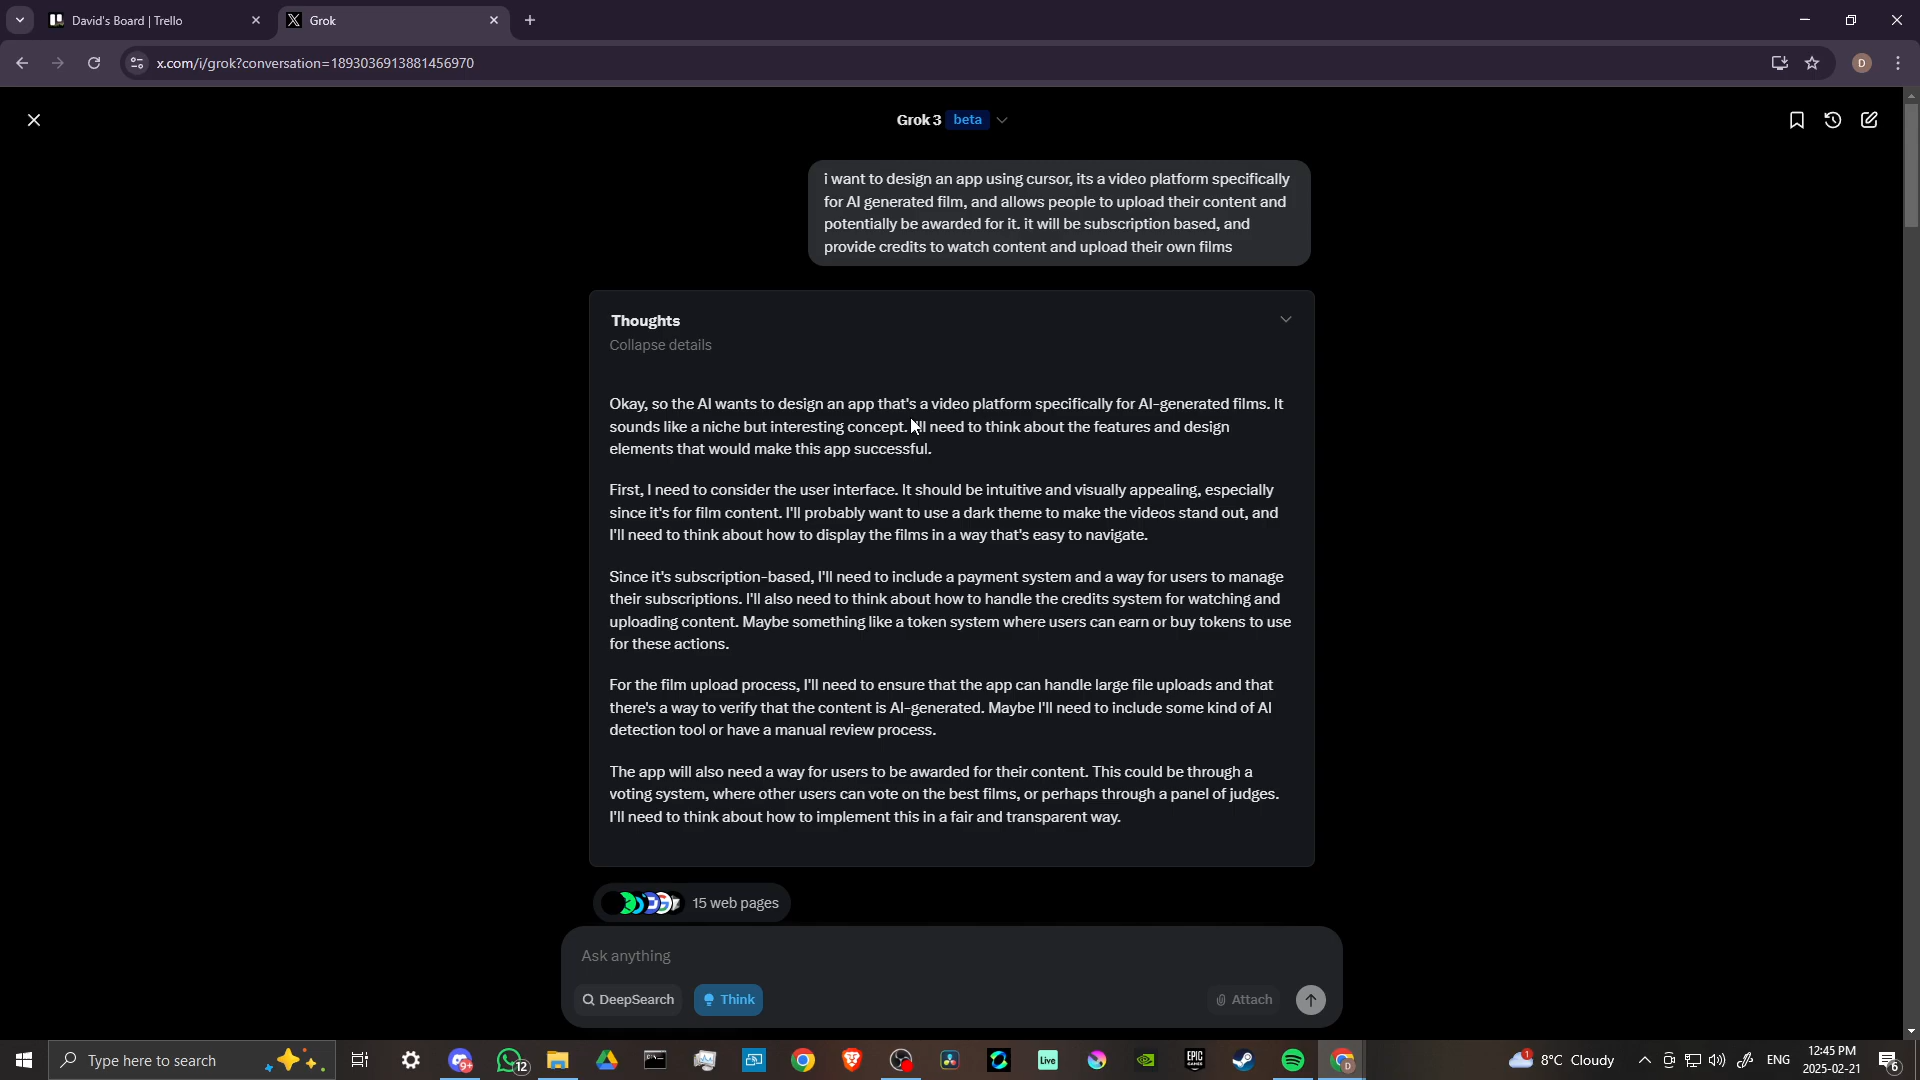 David's Board | Trello
Grok
x.com/i/grok?conversation=1893036913881456970
D
Grok 3 beta
i want to design an app using cursor, its a video platform specifically
for AI generated film, and allows people to upload their content and
potentially be awarded for it. it will be subscription based, and
provide credits to watch content and upload their own films
Thoughts
Collapse details
Okay, so the AI wants to design an app that's a video platform specifically for AI-generated films. It
sounds like a niche but interesting concept. need to think about the features and design
elements that would make this app successful.
First, I need to consider the user interface. It should be intuitive and visually appealing, especially
since it's for film content. I'll probably want to use a dark theme to make the videos stand out, and
I'll need to think about how to display the films in a way that's easy to navigate.
Since it's subscription-based, I'll need to include a payment system and a way for users to manage
their subscriptions. I'll also need to think about how to handle the credits system for watching and
uploading content. Maybe something like a token system where users can earn or buy tokens to use
for these actions.
For the film upload process, I'll need to ensure that the app can handle large file uploads and that
there's a way to verify that the content is AI-generated. Maybe I'll need to include some kind of AI
detection tool or have a manual review process.
The app will also need a way for users to be awarded for their content. This could be through a
voting system, where other users can vote on the best films, or perhaps through a panel of judges.
I'll need to think about how to implement this in a fair and transparent way.
15 web pages
Ask anything
DeepSearch Think Attach
Type here to search
9+
12
Live
EPIC GAMES
D
1
8°C Cloudy
ENG
12:45 PM
2025-02-21
6